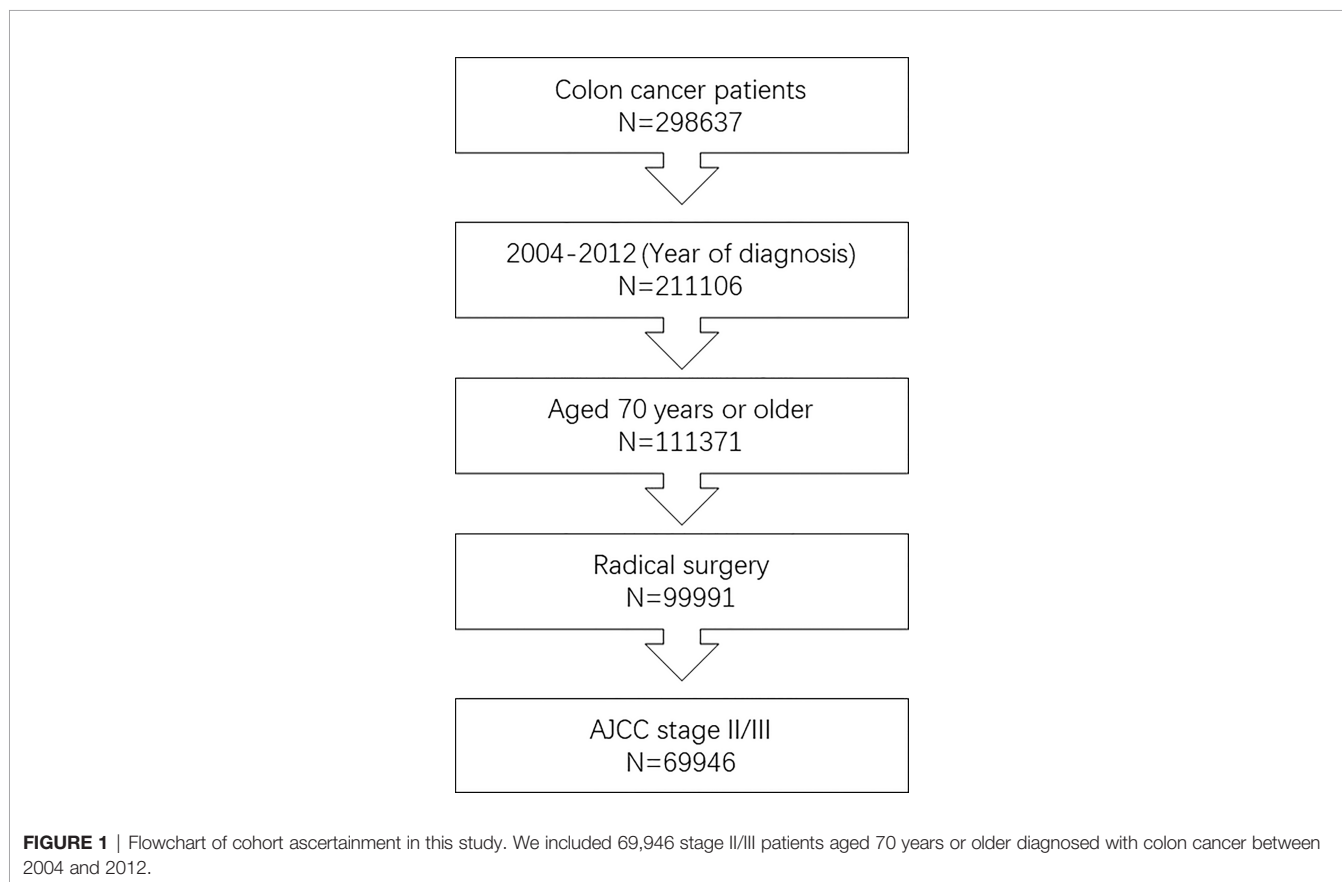 Colon cancer patients
N=298637
2004-2012 (Year of diagnosis)
N=211106
Aged 70 years or older
N=111371
Radical surgery
N=99991
AJCC stage II/III
N=69946
FIGURE 1 | Flowchart of cohort ascertainment in this study. We included 69,946 stage II/III patients aged 70 years or older diagnosed with colon cancer between
2004 and 2012.